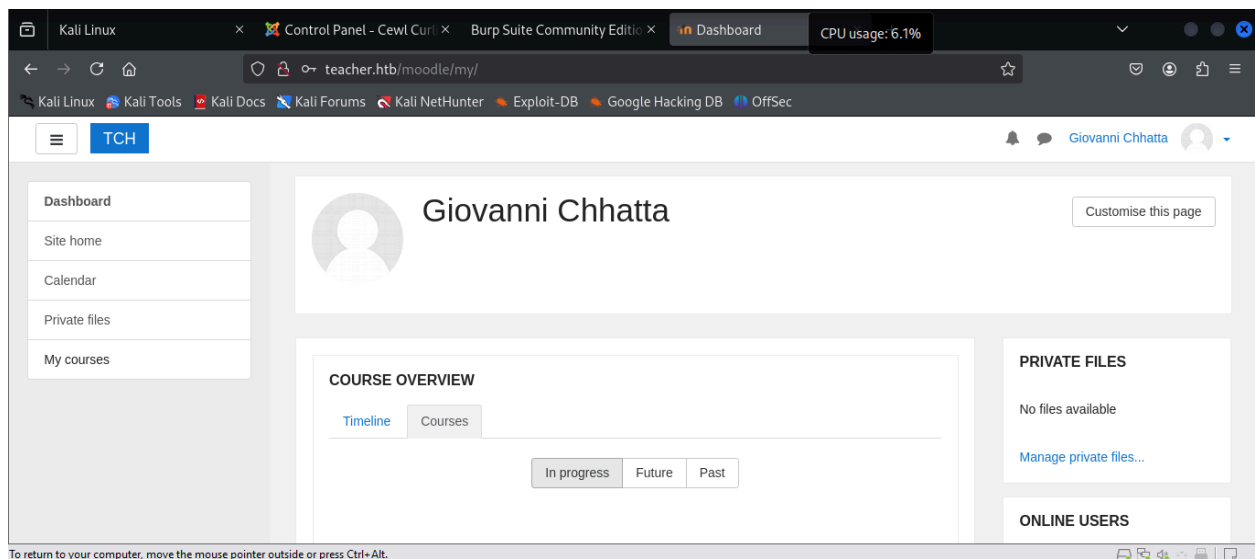 Kali Linux
Control Panel - Cewl Curl
Burp Suite Community Editio
Dashboard
CPU usage: 6.1%
teacher.htb/moodle/my/
Kali Linux Kali Tools Kali Docs Kali Forums Kali NetHunter Exploit-DB Google Hacking DB OffSec
TCH
Giovanni Chhatta
Dashboard
Site home
Calendar
Private files
My courses
Giovanni Chhatta
Customise this page
COURSE OVERVIEW
Timeline Courses
In progress Future Past
PRIVATE FILES
No files available
Manage private files...
ONLINE USERS
To return to your computer, move the mouse pointer outside or press Ctrl+Alt.